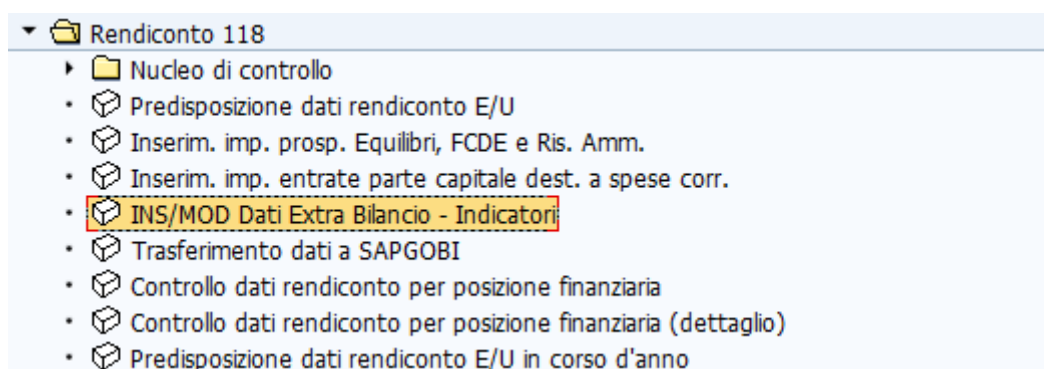 Rendiconto 118
Nucleo di controllo
Predisposizione dati rendiconto E/U
Inserim. imp. prosp. Equilibri, FCDE e Ris. Amm.
Inserim. imp. entrate parte capitale dest. a spese corr.
INS/MOD Dati Extra Bilancio - Indicatori
Trasferimento dati a SAPGOBI
Controllo dati rendiconto per posizione finanziaria
Controllo dati rendiconto per posizione finanziaria (dettaglio)
Predisposizione dati rendiconto E/U in corso d'anno